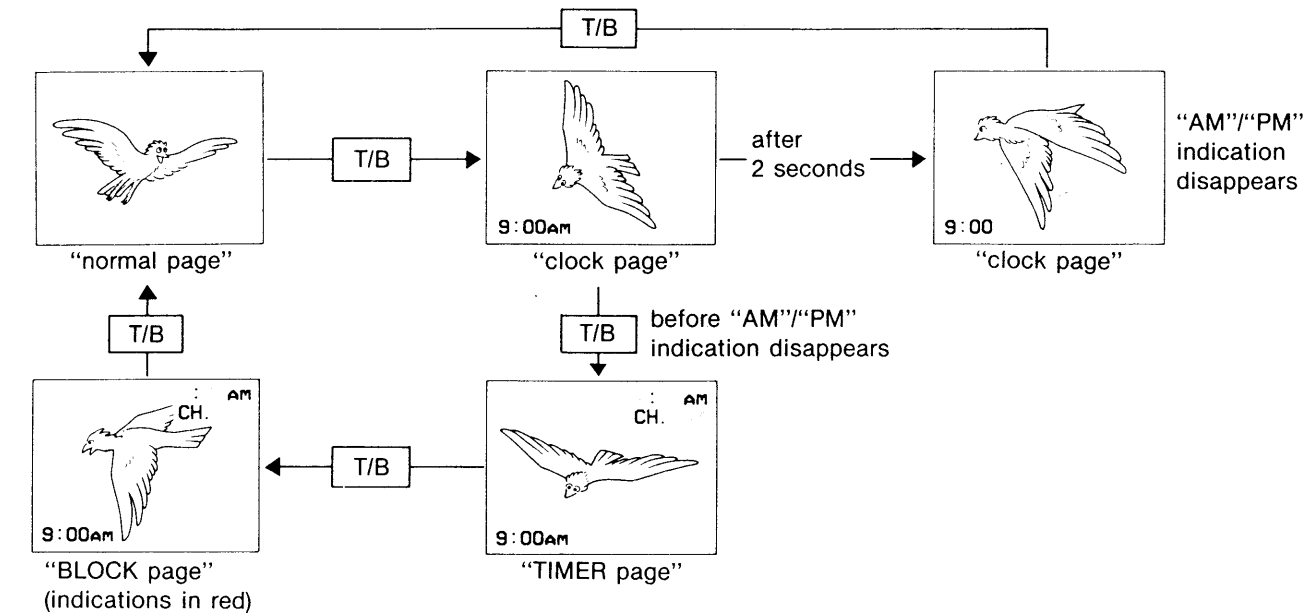 T/B
T/B
after
2 seconds
"AM"/"PM"
indication
disappears
9:00AM
9:00
"normal page"
"clock page"
"clock page"
T/B
T/B
before "AM"/"PM"
indication disappears
: AM
CH.
: AM
CH.
T/B
9:00AM
9:00AM
"BLOCK page"
(indications in red)
"TIMER page"